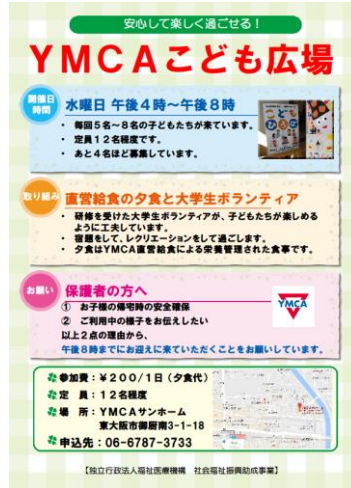 安心して楽しく過ごせる！
YMCAこども広場
開催日
時間
水曜日 午後４時～午後８時
・ 毎回５名～８名の子どもたちが来ています。
・ 定員１２名程度です。
・ あと４名ほど募集しています。
取り組み
直営給食の夕食と大学生ボランティア
・ 研修を受けた大学生ボランティアが、子どもたちが楽しめる
ように工夫しています。
・ 宿題をして、レクリエーションをして過ごします。
・ 夕食はYMCA直営給食による栄養管理された食事です。
お願い
保護者の方へ
① お子様の帰宅時の安全確保
② ご利用中の様子をお伝えしたい
以上２点の理由から、
午後８時までにお迎えに来ていただくことをお願いしています。
YMCA
参加費：￥２００/１日（夕食代）
定 員：１２名程度
場 所：YMCAサンホーム
東大阪市御厨南3-1-18
申込先：06-6787-3733
【独立行政法人福祉医療機構 社会福祉振興助成事業】